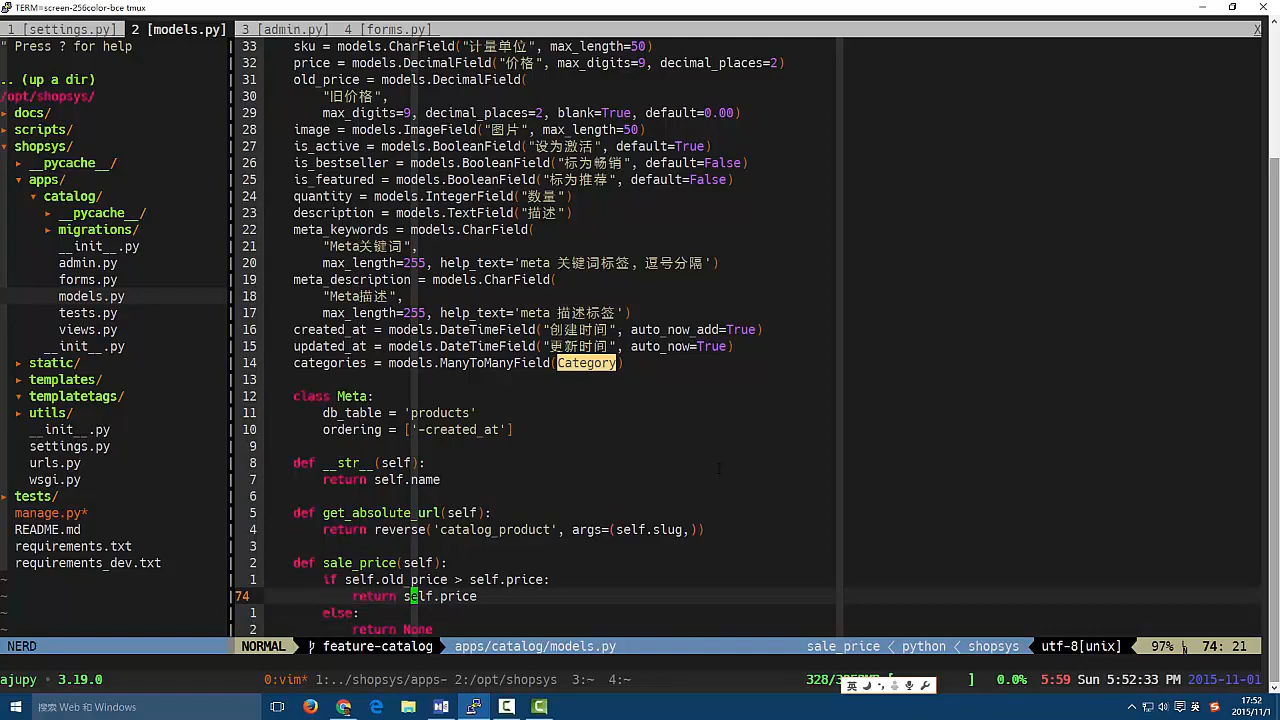 TERM=screen-256color-bce tmux
1 [settings.py] 2 [models.py] 3 [admin.py] 4 [forms.py] X
" Press ? for help
.. (up a dir)
/opt/shopsys/
▸ docs/
▸ scripts/
shopsys/
▸ __pycache__/
▾ apps/
▾ catalog/
▸ __pycache__/
▸ migrations/
__init__.py
admin.py
forms.py
models.py
tests.py
views.py
__init__.py
▸ static/
▸ templates/
▾ templatetags/
▸ utils/
__init__.py
settings.py
urls.py
wsgi.py
▸ tests/
manage.py*
README.md
requirements.txt
requirements_dev.txt
~
~
~
~
33 sku = models.CharField("计量单位", max_length=50)
32 price = models.DecimalField("价格", max_digits=9, decimal_places=2)
31 old_price = models.DecimalField(
30 "旧价格",
29 max_digits=9, decimal_places=2, blank=True, default=0.00)
28 image = models.ImageField("图片", max_length=50)
27 is_active = models.BooleanField("设为激活", default=True)
26 is_bestseller = models.BooleanField("标为畅销", default=False)
25 is_featured = models.BooleanField("标为推荐", default=False)
24 quantity = models.IntegerField("数量")
23 description = models.TextField("描述")
22 meta_keywords = models.CharField(
21 "Meta关键词",
20 max_length=255, help_text='meta 关键词标签, 逗号分隔')
19 meta_description = models.CharField(
18 "Meta描述",
17 max_length=255, help_text='meta 描述标签')
16 created_at = models.DateTimeField("创建时间", auto_now_add=True)
15 updated_at = models.DateTimeField("更新时间", auto_now=True)
14 categories = models.ManyToManyField(Category)
13
12 class Meta:
11 db_table = 'products'
10 ordering = ['-created_at']
9
8 def __str__(self):
7 return self.name
6
5 def get_absolute_url(self):
4 return reverse('catalog_product', args=(self.slug,))
3
2 def sale_price(self):
1 if self.old_price > self.price:
74 return self.price
1 else:
2 return None
NERD NORMAL feature-catalog apps/catalog/models.py sale_price python shopsys utf-8[unix] 97% 74: 21
ajupy 3.19.0 0:vim* 1:../shopsys/apps- 2:/opt/shopsys 3:~ 4:~ ] 0.0% 5:59 Sun 5:52:33 PM 2015-11-01
英
搜索 Web 和 Windows
英
17:52
2015/11/1